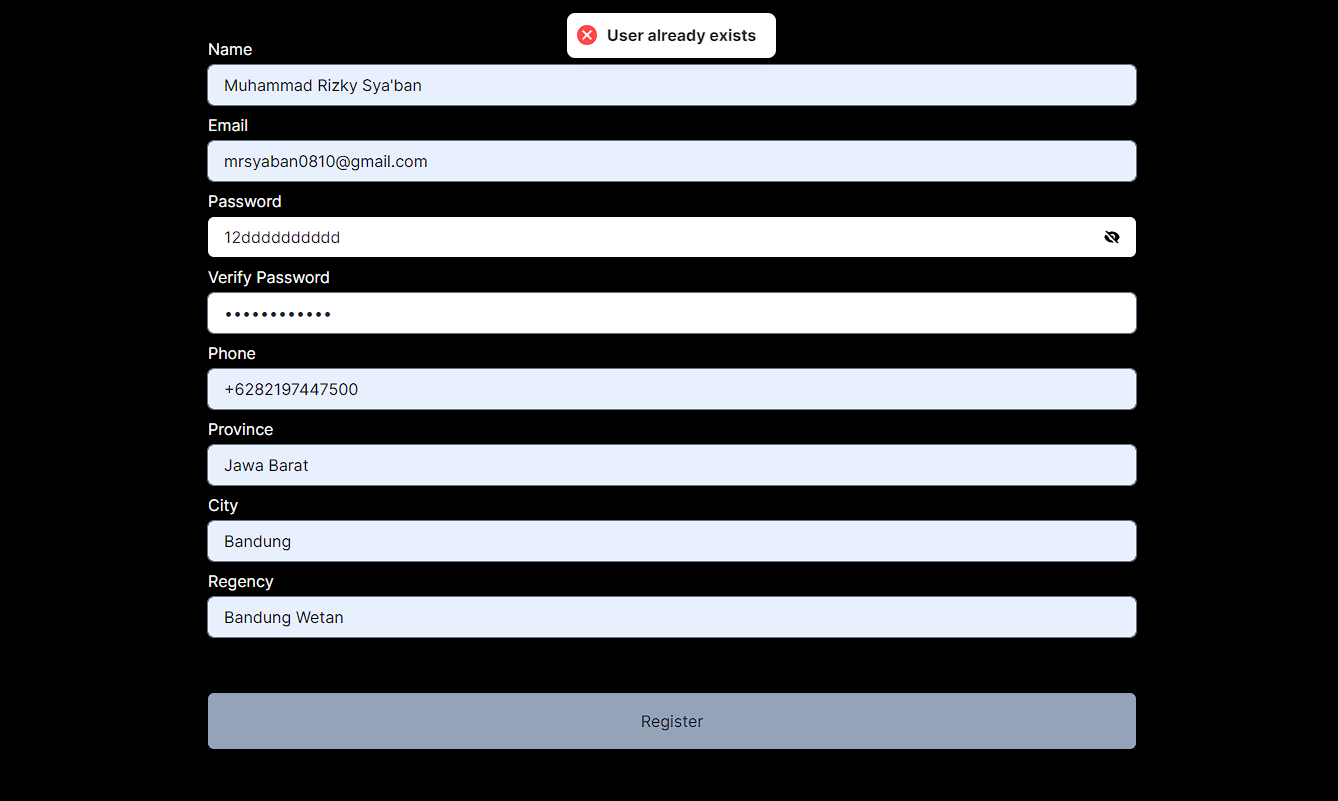 User already exists
Name
Muhammad Rizky Sya'ban
Email
mrsyaban0810@gmail.com
Password
12dddddddddd
Verify Password
••••••••••••
Phone
+6282197447500
Province
Jawa Barat
City
Bandung
Regency
Bandung Wetan
Register